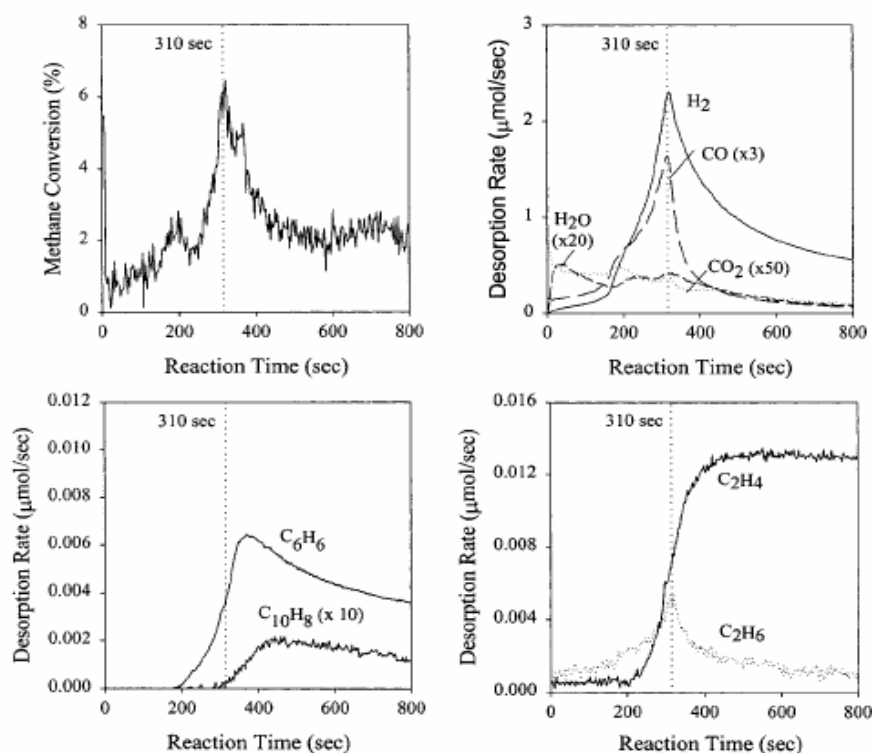 8
6
4
2
0
Methane Conversion (%)
310 sec
0 200 400 600 800
Reaction Time (sec)
3
2
1
0
Desorption Rate (μmol/sec)
310 sec
H2
CO (x3)
H2O
(x20)
CO2 (x50)
0 200 400 600 800
Reaction Time (sec)
0.012
0.010
0.008
0.006
0.004
0.002
0.000
Desorption Rate (μmol/sec)
310 sec
C6H6
C10H8 (x 10)
0 200 400 600 800
Reaction Time (sec)
0.016
0.012
0.008
0.004
0.000
Desorption Rate (μmol/sec)
310 sec
C2H4
C2H6
0 200 400 600 800
Reaction Time (sec)